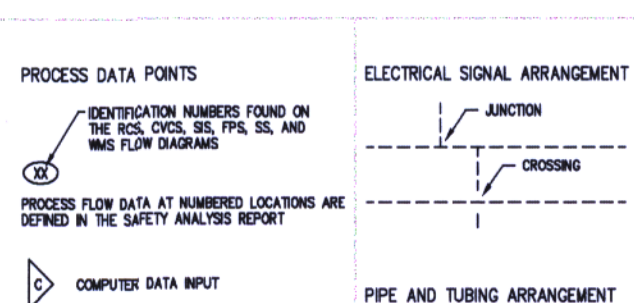 PROCESS DATA POINTS
IDENTIFICATION NUMBERS FOUND ON
THE RCS, CVCS, SIS, FPS, SS, AND
WMS FLOW DIAGRAMS
XX
PROCESS FLOW DATA AT NUMBERED LOCATIONS ARE
DEFINED IN THE SAFETY ANALYSIS REPORT
C COMPUTER DATA INPUT
ELECTRICAL SIGNAL ARRANGEMENT
JUNCTION
CROSSING
PIPE AND TUBING ARRANGEMENT